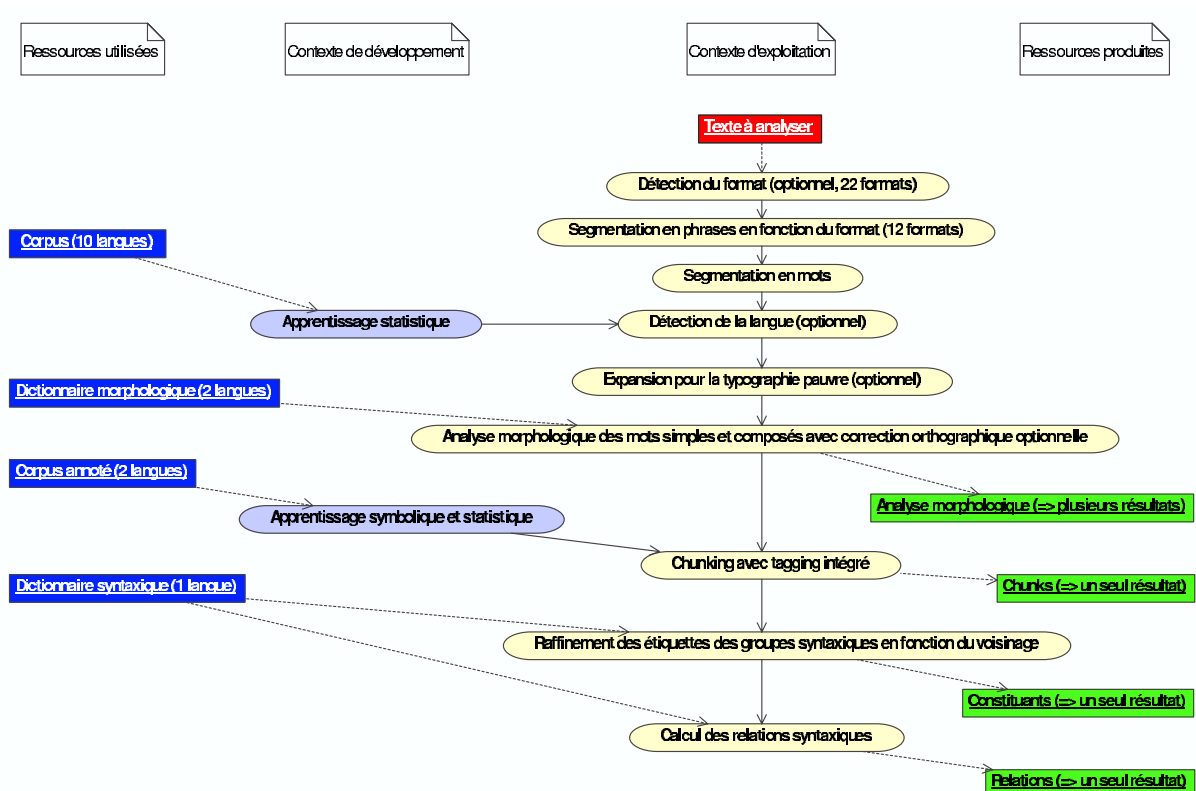 Ressources utilisées
Contexte de développement
Contexte d'exploitation
Ressources produites
Texte à analyser
Détection du format (optionnel, 22 formats)
Segmentation en phrases en fonction du format (12 formats)
Corpus (10 langues)
Segmentation en mots
Apprentissage statistique
Détection de la langue (optionnel)
Expansion pour la typographie pauvre (optionnel)
Dictionnaire morphologique (2 langues)
Analyse morphologique des mots simples et composés avec correction orthographique optionnelle
Corpus annoté (2 langues)
Analyse morphologique (=> plusieurs résultats)
Apprentissage symbolique et statistique
Chunking avec tagging intégré
Dictionnaire syntaxique (1 langue)
Chunks (=> un seul résultat)
Raffinement des étiquettes des groupes syntaxiques en fonction du voisinage
Constituants (=> un seul résultat)
Calcul des relations syntaxiques
Relations (=> un seul résultat)